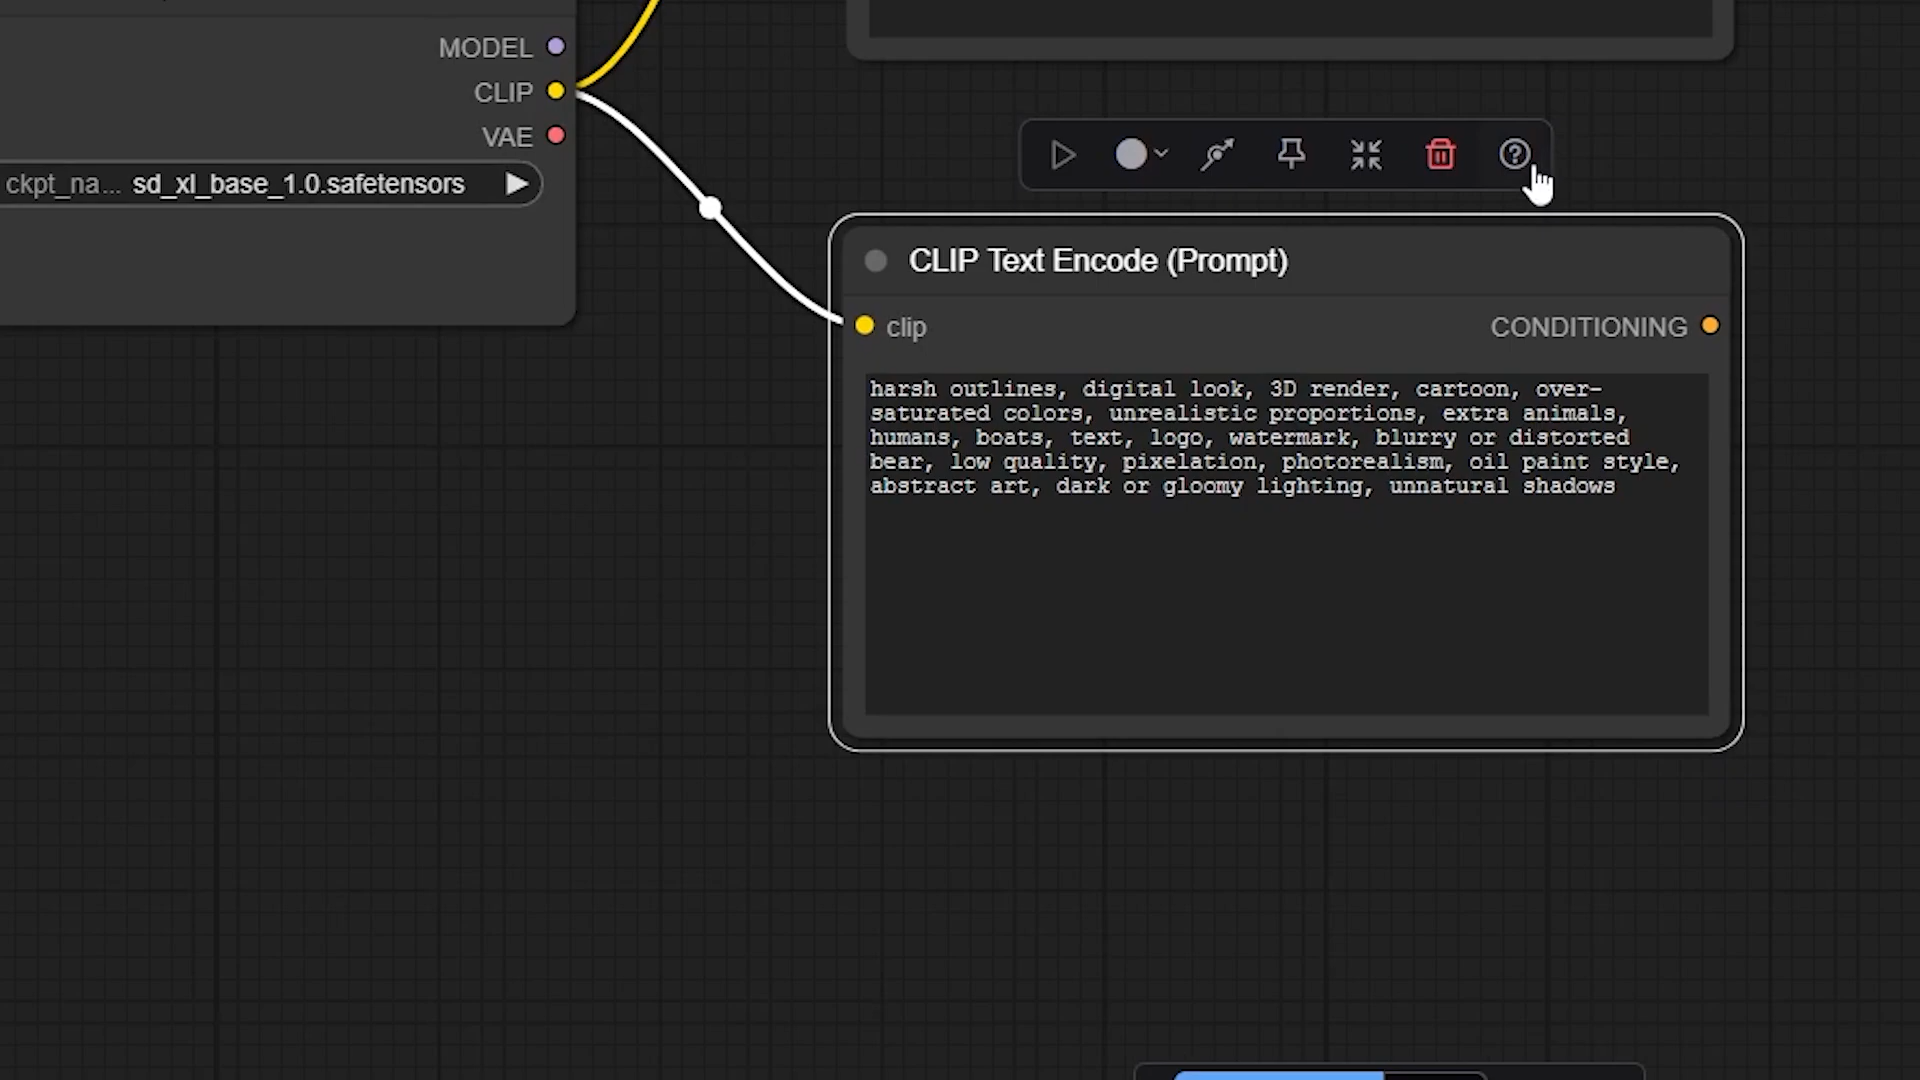 MODEL
CLIP
VAE
ckpt_na... sd_xl_base_1.0.safetensors
CLIP Text Encode (Prompt)
clip
CONDITIONING
harsh outlines, digital look, 3D render, cartoon, over-
saturated colors, unrealistic proportions, extra animals,
humans, boats, text, logo, watermark, blurry or distorted
bear, low quality, pixelation, photorealism, oil paint style,
abstract art, dark or gloomy lighting, unnatural shadows